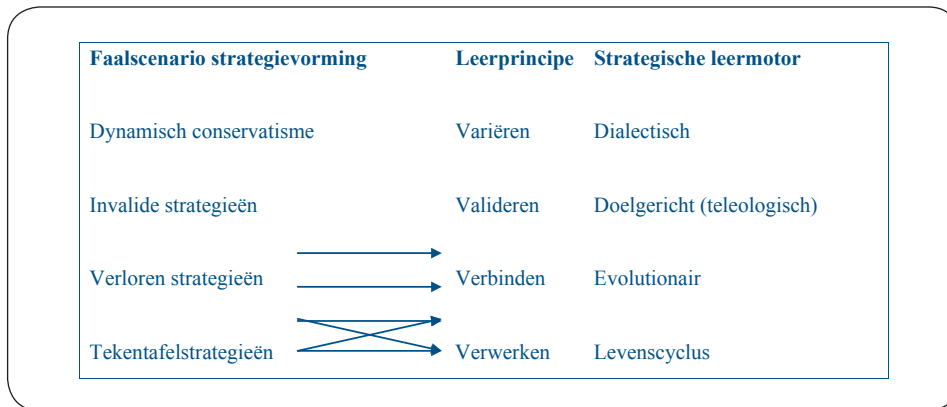 Faalscenario strategievorming Leerprincipe Strategische leermotor
Dynamisch conservatisme Variëren Dialectisch
Invalide strategieën Valideren Doelgericht (teleologisch)
Verloren strategieën Verbinden Evolutionair
Tekentafelstrategieën Verwerken Levenscyclus